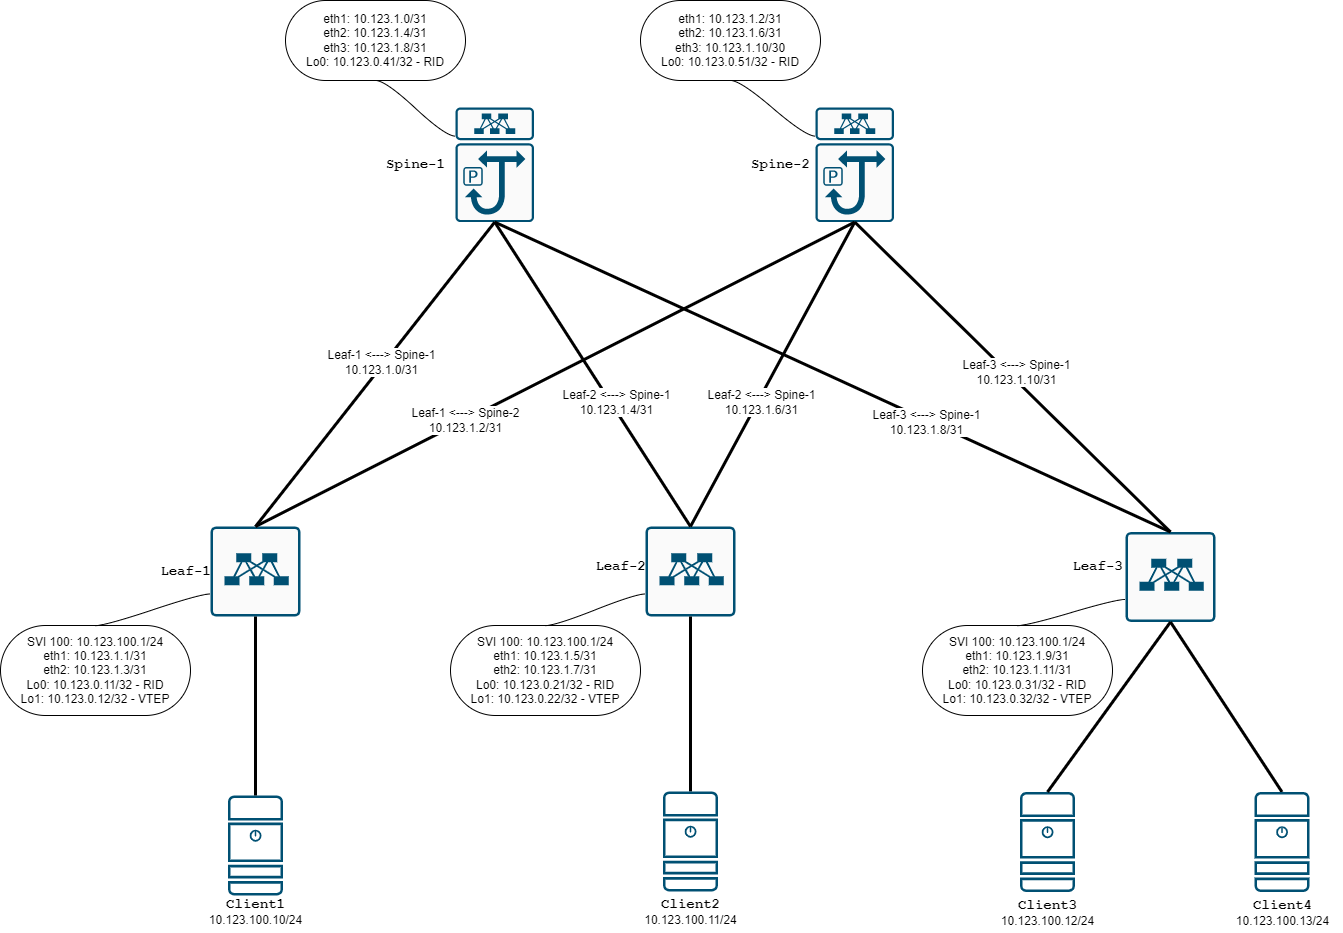 eth1: 10.123.1.0/31
eth2: 10.123.1.4/31
eth3: 10.123.1.8/31
Lo0: 10.123.0.41/32 - RID
eth1: 10.123.1.2/31
eth2: 10.123.1.6/31
eth3: 10.123.1.10/30
Lo0: 10.123.0.51/32 - RID
Spine-1
P
Spine-2
P
Leaf-1 <---> Spine-1
10.123.1.0/31
Leaf-1 <---> Spine-2
10.123.1.2/31
Leaf-2 <---> Spine-1
10.123.1.4/31
Leaf-2 <---> Spine-1
10.123.1.6/31
Leaf-3 <---> Spine-1
10.123.1.8/31
Leaf-3 <---> Spine-1
10.123.1.10/31
Leaf-1
Leaf-2
Leaf-3
SVI 100: 10.123.100.1/24
eth1: 10.123.1.1/31
eth2: 10.123.1.3/31
Lo0: 10.123.0.11/32 - RID
Lo1: 10.123.0.12/32 - VTEP
SVI 100: 10.123.100.1/24
eth1: 10.123.1.5/31
eth2: 10.123.1.7/31
Lo0: 10.123.0.21/32 - RID
Lo1: 10.123.0.22/32 - VTEP
SVI 100: 10.123.100.1/24
eth1: 10.123.1.9/31
eth2: 10.123.1.11/31
Lo0: 10.123.0.31/32 - RID
Lo1: 10.123.0.32/32 - VTEP
Client1
10.123.100.10/24
Client2
10.123.100.11/24
Client3
10.123.100.12/24
Client4
10.123.100.13/24